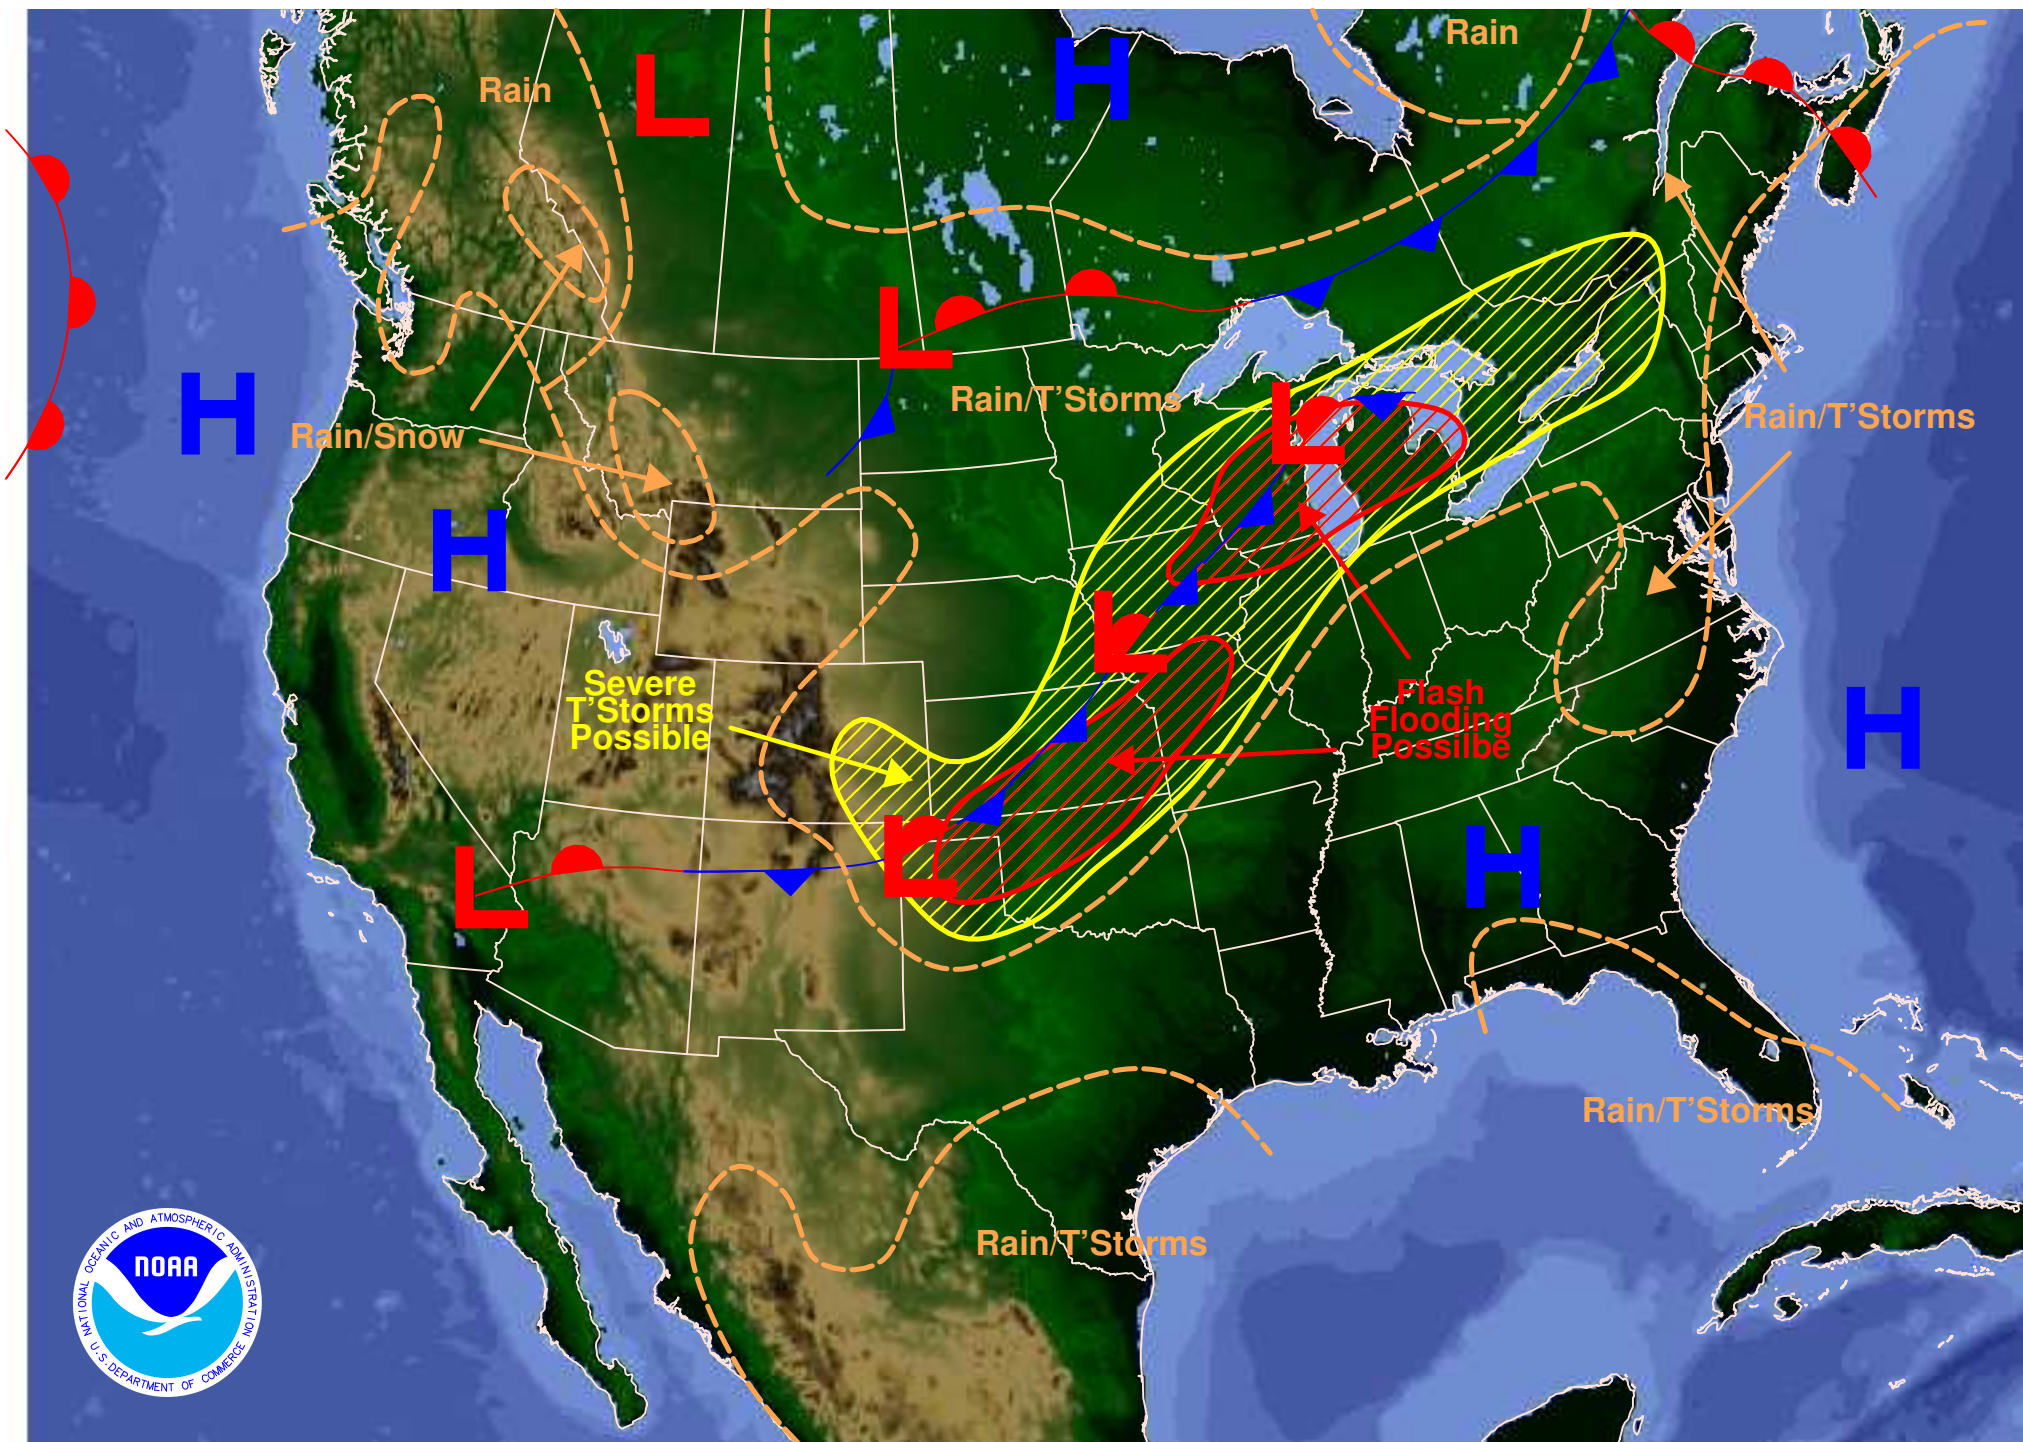 Rain
Rain
H
L
L
H
Rain/T'Storms
L
H
Rain/Snow
Rain/T'Storms
H
L
Severe
T'Storms
Possible
Flash
Flooding
Possilbe
H
L
L
H
Rain/T'Storms
Rain/T'Storms
NATIONAL OCEANIC AND ATMOSPHERIC ADMINISTRATION
NOAA
U.S. DEPARTMENT OF COMMERCE